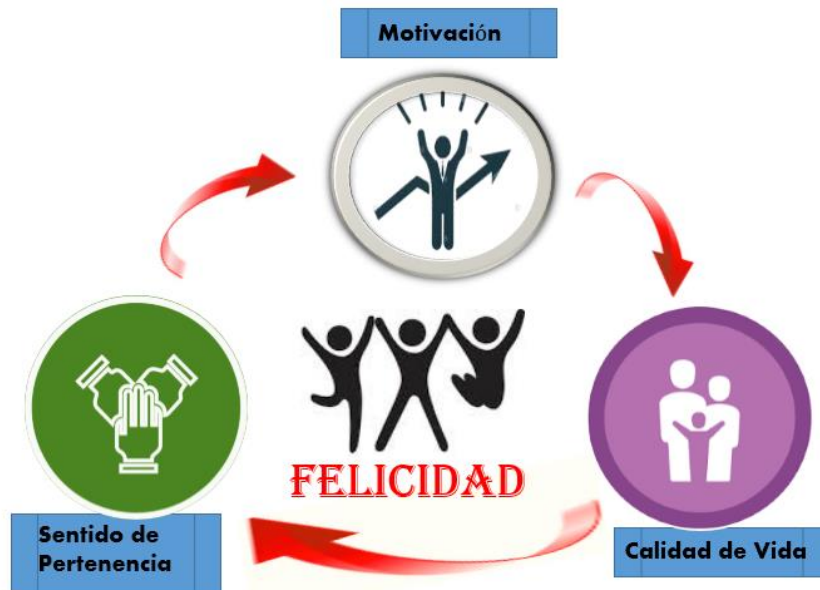 Motivación
FELICIDAD
Sentido de
Pertenencia
Calidad de Vida